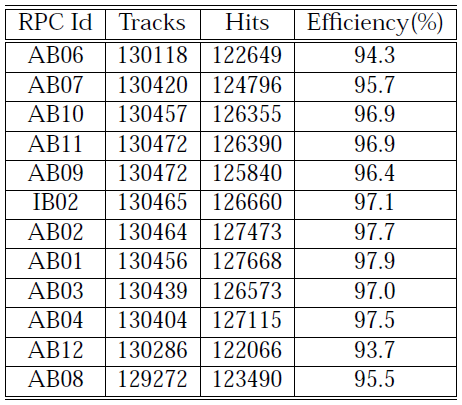 RPC Id Tracks Hits Efficiency(%)
AB06 130118 122649 94.3
AB07 130420 124796 95.7
AB10 130457 126355 96.9
AB11 130472 126390 96.9
AB09 130472 125840 96.4
IB02 130465 126660 97.1
AB02 130464 127473 97.7
AB01 130456 127668 97.9
AB03 130439 126573 97.0
AB04 130404 127115 97.5
AB12 130286 122066 93.7
AB08 129272 123490 95.5